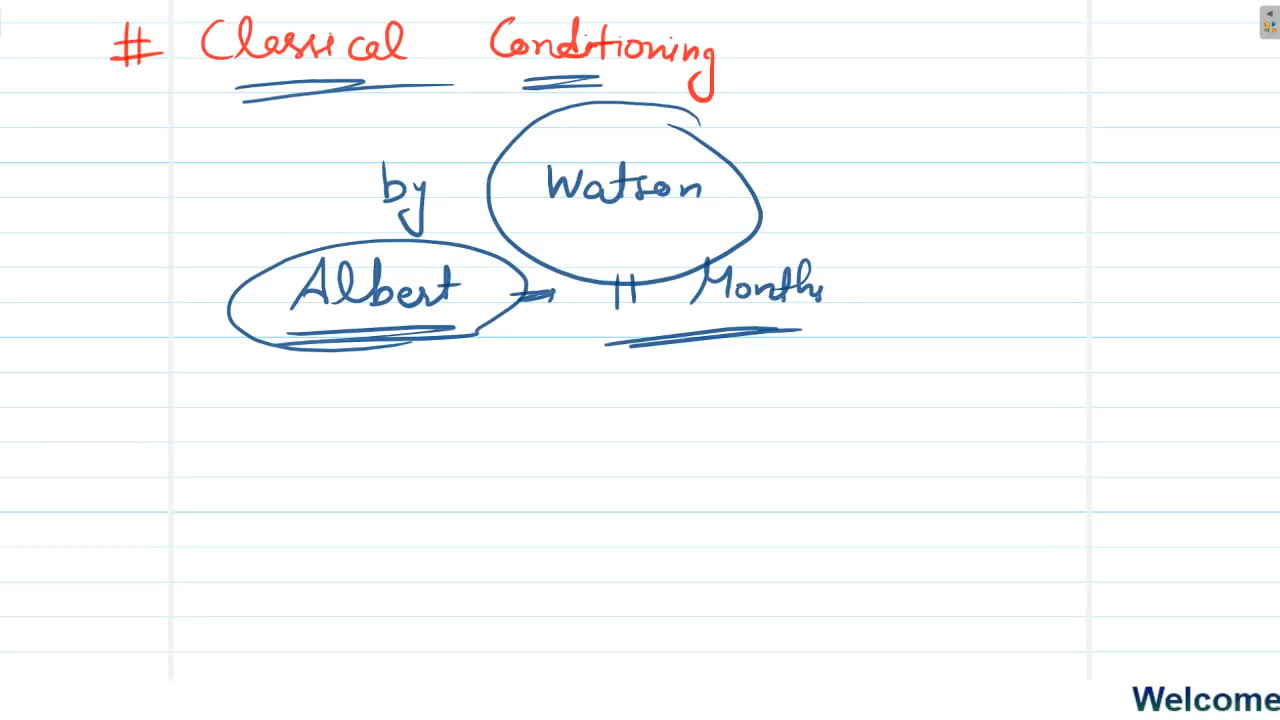 # Classical Conditioning
by Watson
Albert → 11 Months
Welcome